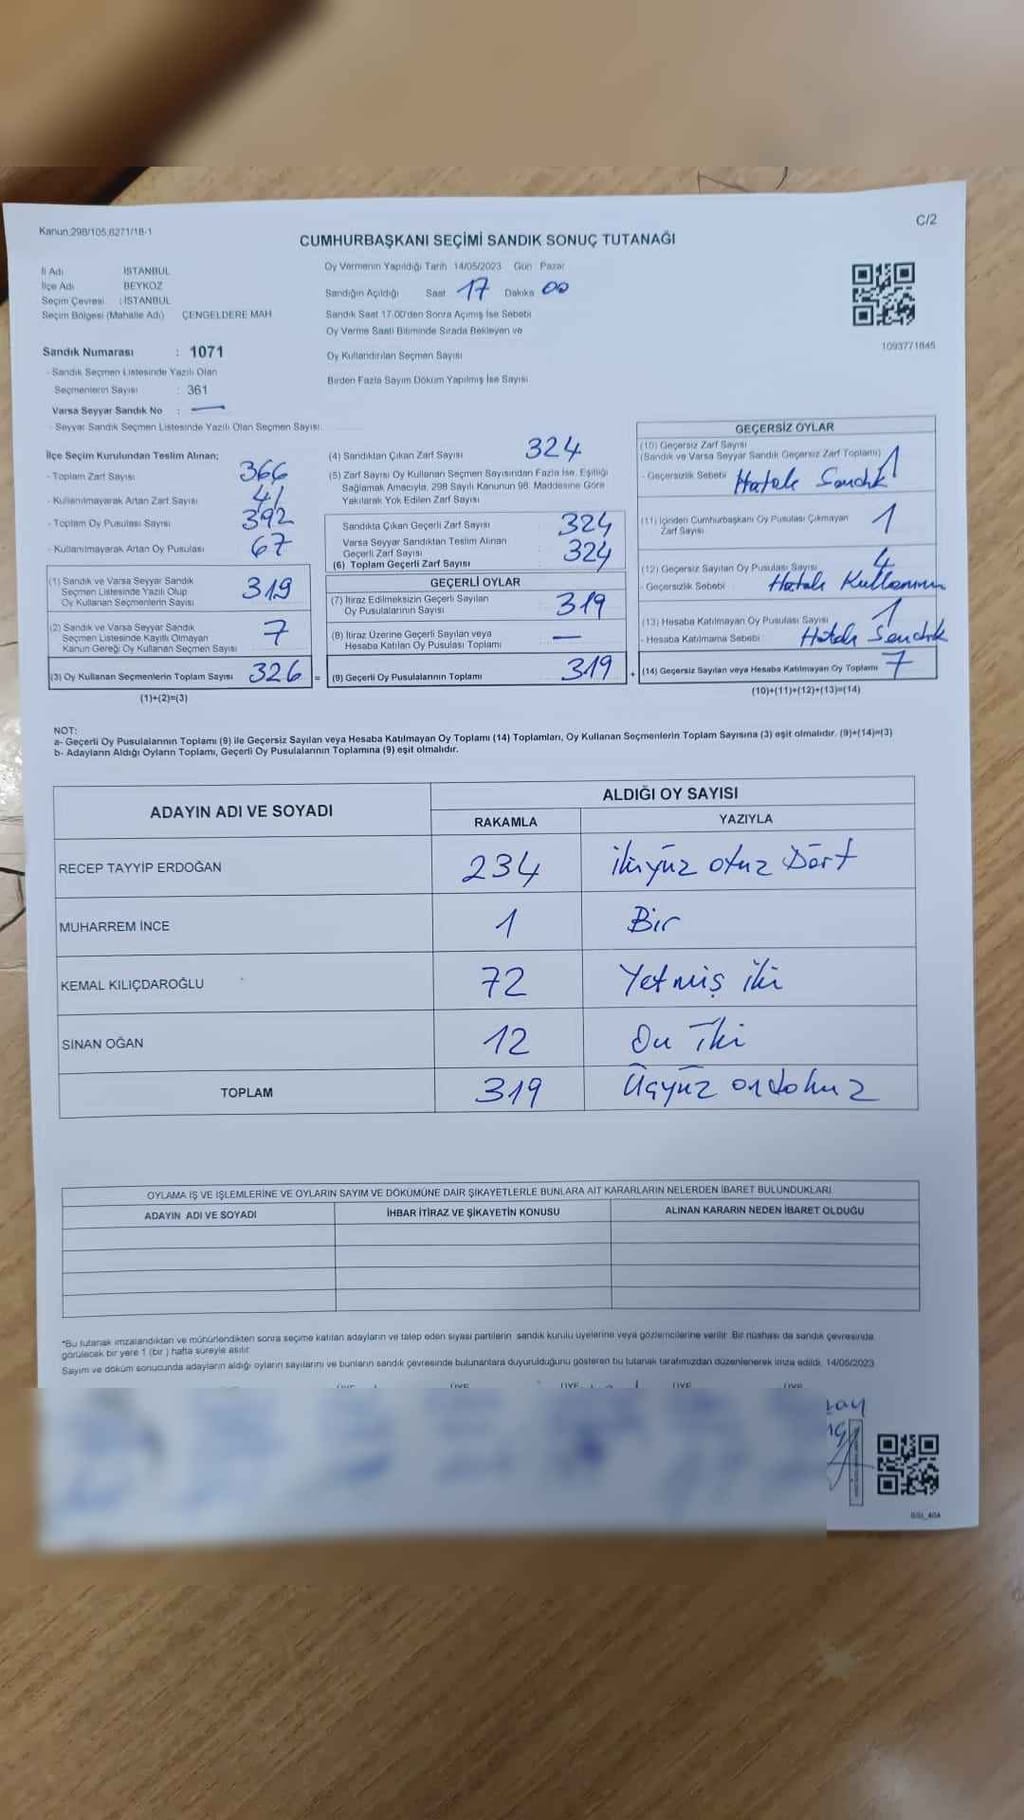 Kanun:298/105,6271/18-1
C/2
CUMHURBAŞKANI SEÇİMİ SANDIK SONUÇ TUTANAĞI
İl Adı : İSTANBUL
İlçe Adı : BEYKOZ
Seçim Çevresi : İSTANBUL
Seçim Bölgesi (Mahalle Adı) ÇENGELDERE MAH
Sandık Numarası : 1071
- Sandık Seçmen Listesinde Yazılı Olan
Seçmenlerin Sayısı : 361
Varsa Seyyar Sandık No : —
- Seyyar Sandık Seçmen Listesinde Yazılı Olan Seçmen Sayısı:
Oy Vermenin Yapıldığı Tarih 14/05/2023 Gün Pazar
Sandığın Açıldığı Saat 17 Dakika 00
Sandık Saat 17.00'den Sonra Açımış İse Sebebi
Oy Verme Saati Bitiminde Sırada Bekleyen ve
Oy Kullandırılan Seçmen Sayısı
Birden Fazla Sayım Döküm Yapılmış İse Sayısı
1093771845
İlçe Seçim Kurulundan Teslim Alınan;
- Toplam Zarf Sayısı 366
- Kullanılmayarak Artan Zarf Sayısı 41
- Toplam Oy Pusulası Sayısı 392
- Kullanılmayarak Artan Oy Pusulası 67
(1) Sandık ve Varsa Seyyar Sandık
Seçmen Listesinde Yazılı Olup
Oy Kullanan Seçmenlerin Sayısı 319
(2) Sandık ve Varsa Seyyar Sandık
Seçmen Listesinde Kayıtlı Olmayan
Kanun Gereği Oy Kullanan Seçmen Sayısı 7
(3) Oy Kullanan Seçmenlerin Toplam Sayısı 326 =
(1)+(2)=(3)
(4) Sandıktan Çıkan Zarf Sayısı 324
(5) Zarf Sayısı Oy Kullanan Seçmen Sayısından Fazla İse, Eşitliği
Sağlamak Amacıyla, 298 Sayılı Kanunun 98. Maddesine Göre
Yakılarak Yok Edilen Zarf Sayısı
Sandıkta Çıkan Geçerli Zarf Sayısı 324
Varsa Seyyar Sandıktan Teslim Alınan
Geçerli Zarf Sayısı
(6) Toplam Geçerli Zarf Sayısı 324
GEÇERLİ OYLAR
(7) İtiraz Edilmeksizin Geçerli Sayılan
Oy Pusulalarının Sayısı 319
(8) İtiraz Üzerine Geçerli Sayılan veya
Hesaba Katılan Oy Pusulası Toplamı —
(9) Geçerli Oy Pusulalarının Toplamı 319 +
GEÇERSİZ OYLAR
(10) Geçersiz Zarf Sayısı
(Sandık ve Varsa Seyyar Sandık Geçersiz Zarf Toplamı) 1
- Geçersizlik Sebebi Hatalı Sandık
(11) İçinden Cumhurbaşkanı Oy Pusulası Çıkmayan
Zarf Sayısı 1
(12) Geçersiz Sayılan Oy Pusulası Sayısı 4
- Geçersizlik Sebebi Hatalı Kullanım
(13) Hesaba Katılmayan Oy Pusulası Sayısı 1
- Hesaba Katılmama Sebebi Hatalı Sandık
(14) Geçersiz Sayılan veya Hesaba Katılmayan Oy Toplamı 7
(10)+(11)+(12)+(13)=(14)
NOT:
a- Geçerli Oy Pusulalarının Toplamı (9) ile Geçersiz Sayılan veya Hesaba Katılmayan Oy Toplamı (14) Toplamları, Oy Kullanan Seçmenlerin Toplam Sayısına (3) eşit olmalıdır. (9)+(14)=(3)
b- Adayların Aldığı Oyların Toplamı, Geçerli Oy Pusulalarının Toplamına (9) eşit olmalıdır.
ADAYIN ADI VE SOYADI
ALDIĞI OY SAYISI
RAKAMLA YAZIYLA
RECEP TAYYİP ERDOĞAN 234 ikiyüz otuz Dört
MUHARREM İNCE 1 Bir
KEMAL KILIÇDAROĞLU 72 Yetmiş iki
SİNAN OĞAN 12 On iki
TOPLAM 319 Üçyüz ondokuz
OYLAMA İŞ VE İŞLEMLERİNE VE OYLARIN SAYIM VE DÖKÜMÜNE DAİR ŞİKAYETLERLE BUNLARA AİT KARARLARIN NELERDEN İBARET BULUNDUKLARI
ADAYIN ADI VE SOYADI İHBAR İTİRAZ VE ŞİKAYETİN KONUSU ALINAN KARARIN NEDEN İBARET OLDUĞU
*Bu tutanak imzalandıktan ve mühürlendikten sonra seçime katılan adayların ve talep eden siyasi partilerin sandık kurulu üyelerine veya gözlemcilerine verilir. Bir nüshası da sandık çevresinde
görülecek bir yere 1 (bir) hafta süreyle asılır.
Sayım ve döküm sonucunda adayların aldığı oyların sayılarını ve bunların sandık çevresinde bulunanlara duyurulduğunu gösteren bu tutanak tarafımızdan düzenlenerek imza edildi. 14/05/2023